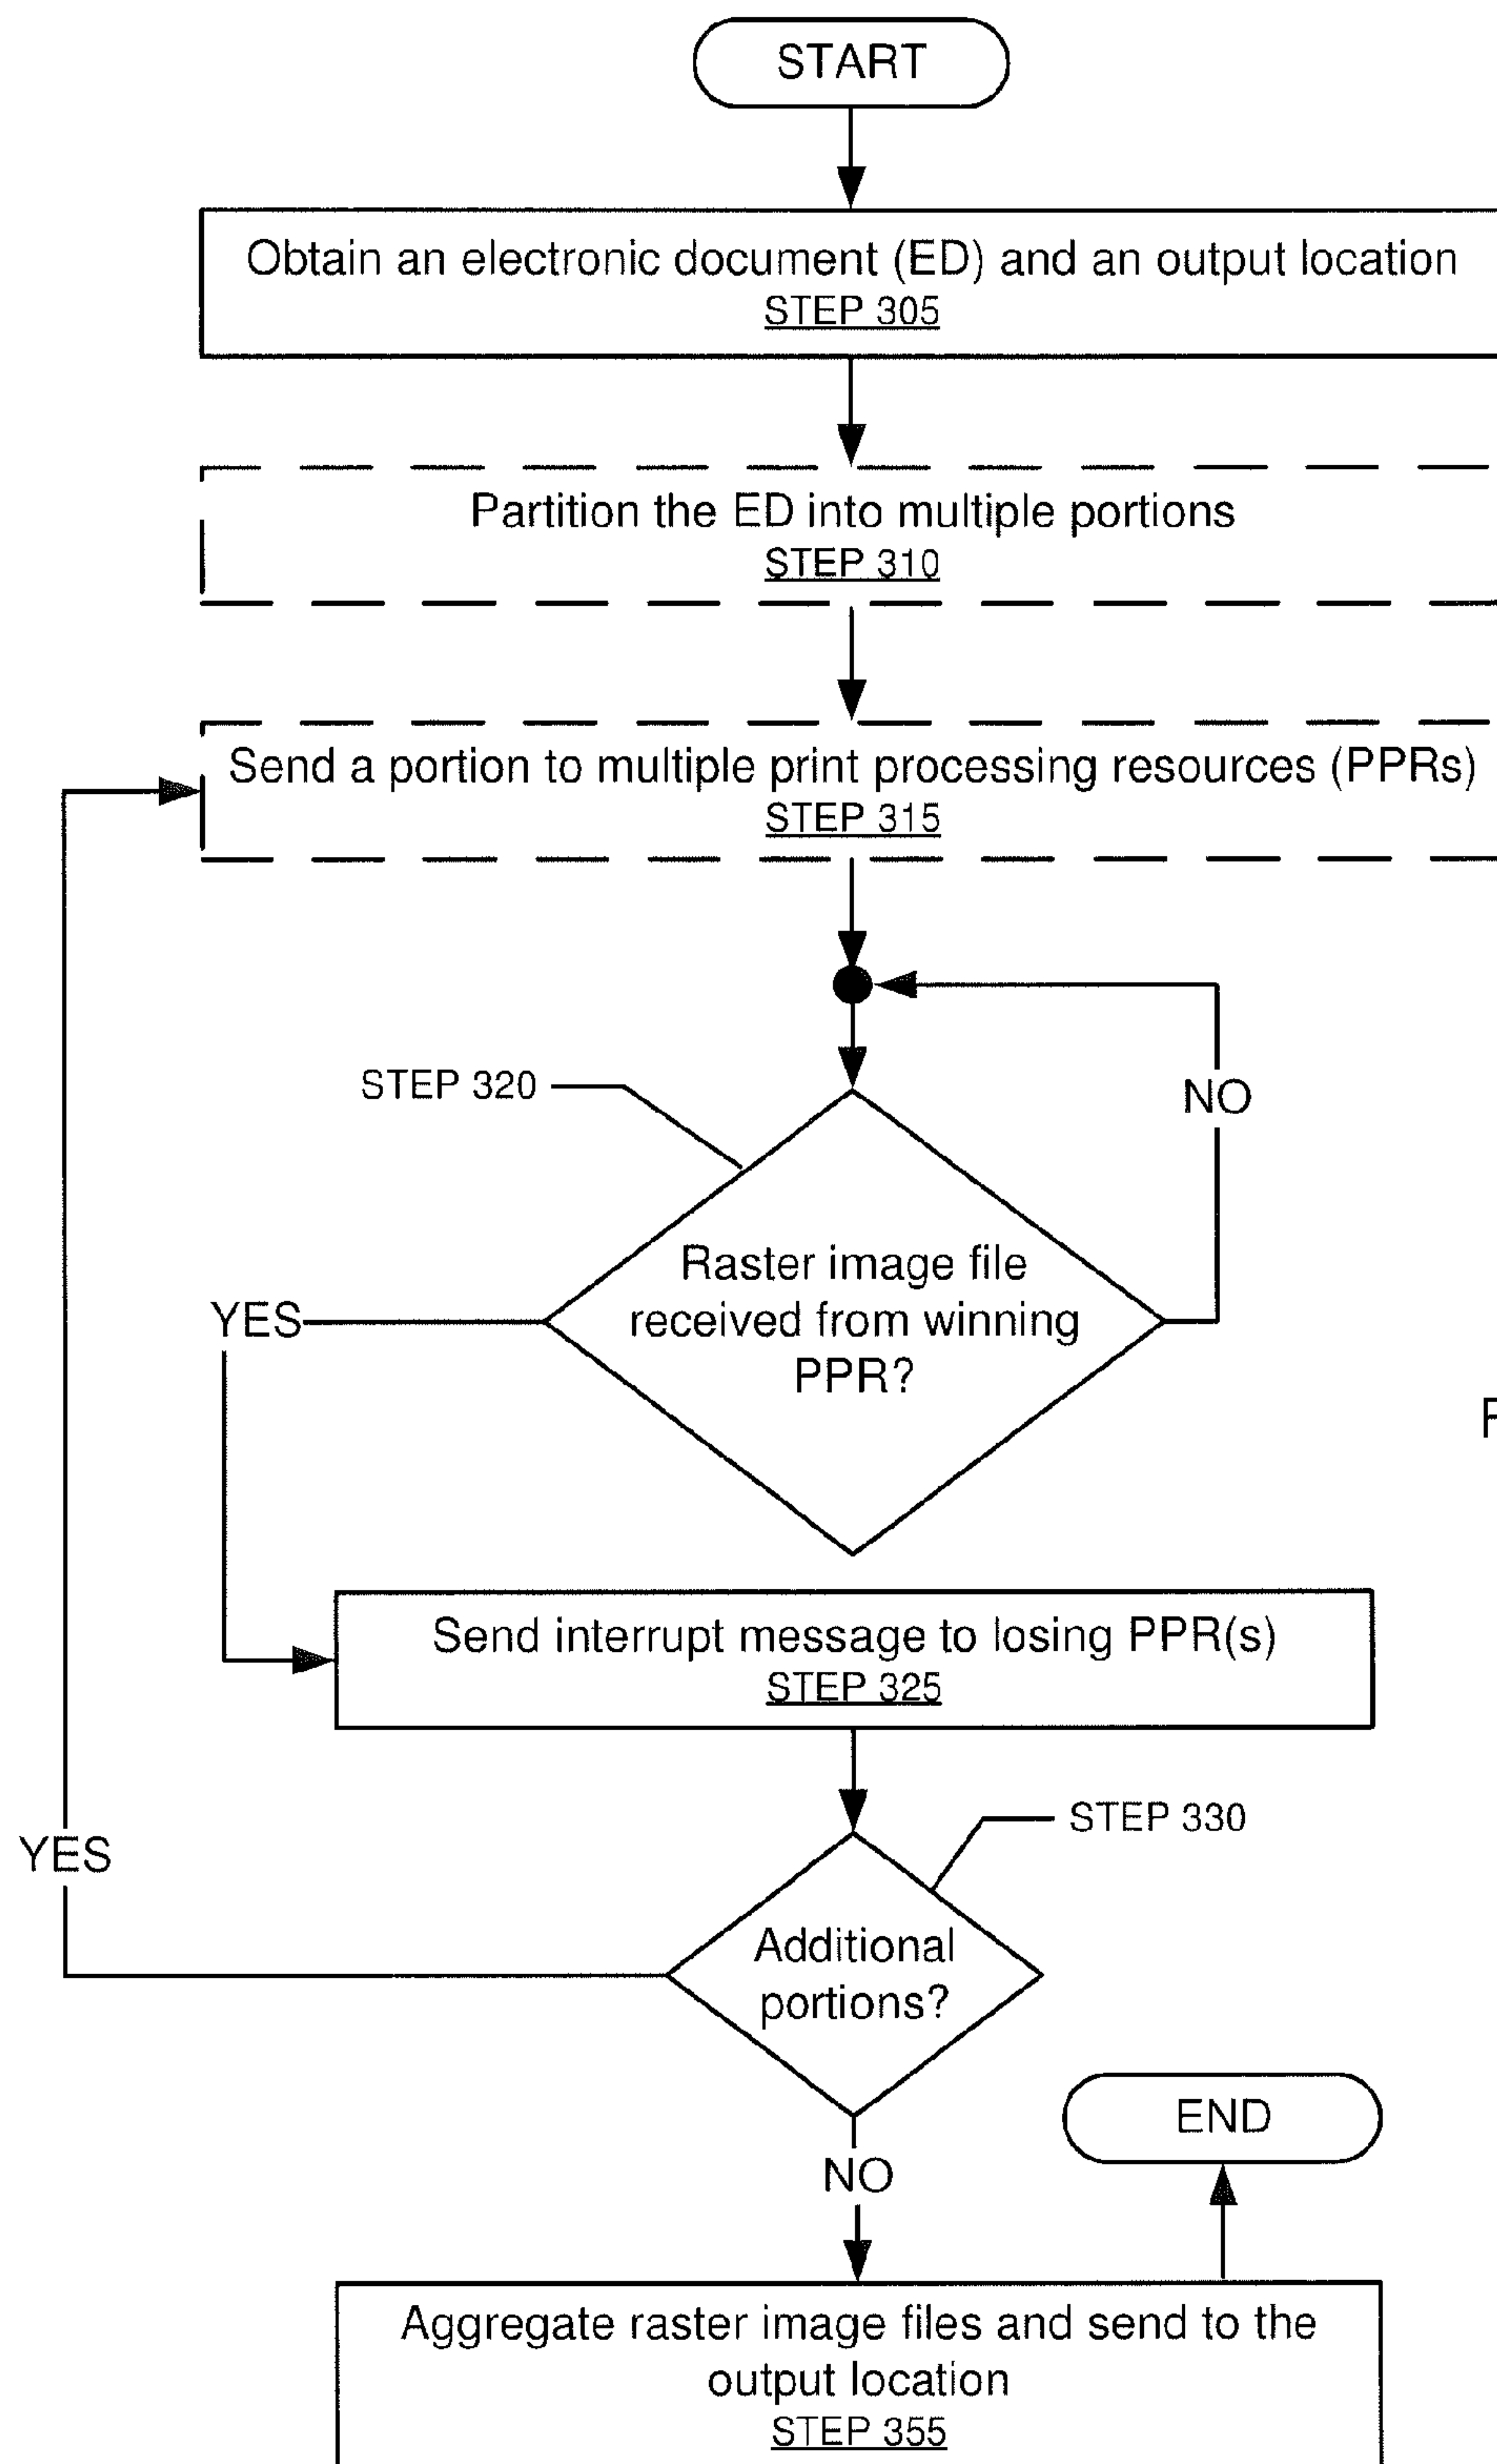 START
Obtain an electronic document (ED) and an output location
STEP 305
Partition the ED into multiple portions
STEP 310
Send a portion to multiple print processing resources (PPRs)
STEP 315
STEP 320
NO
Raster image file
received from winning
PPR?
YES
Send interrupt message to losing PPR(s)
STEP 325
STEP 330
YES
Additional
portions?
END
NO
Aggregate raster image files and send to the
output location
STEP 355